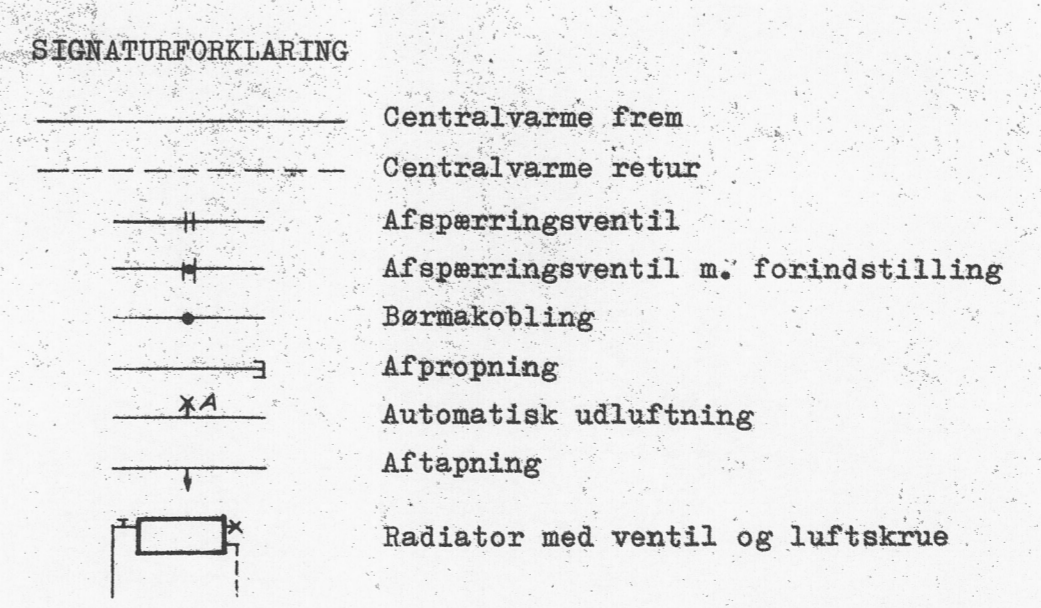 SIGNATURFORKLARING
Centralvarme frem
Centralvarme retur
Afspærringsventil
Afspærringsventil m. forindstilling
Børmakobling
Afpropning
A
Automatisk udluftning
Aftapning
Radiator med ventil og luftskrue